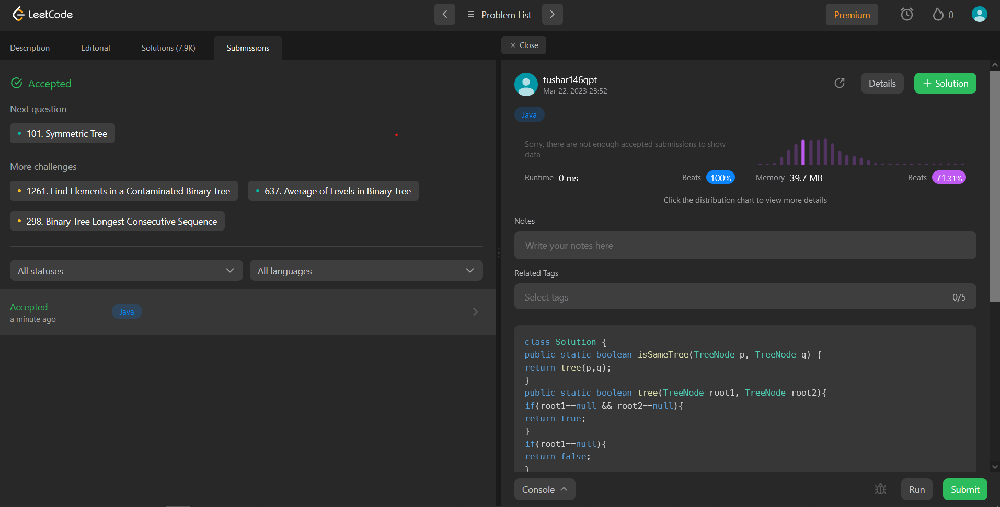 LeetCode
Problem List
Premium
0
Description
Editorial
Solutions (7.9K)
Submissions
Close
Accepted
Next question
101. Symmetric Tree
More challenges
1261. Find Elements in a Contaminated Binary Tree
637. Average of Levels in Binary Tree
298. Binary Tree Longest Consecutive Sequence
All statuses
All languages
Accepted
a minute ago
Java
tushar146gpt
Mar 22, 2023 23:52
Details
+ Solution
Java
Sorry, there are not enough accepted submissions to show
data
Runtime 0 ms
Beats 100%
Memory 39.7 MB
Beats 71.31%
Click the distribution chart to view more details
Notes
Write your notes here
Related Tags
Select tags
0/5
class Solution {
public static boolean isSameTree(TreeNode p, TreeNode q) {
return tree(p,q);
}
public static boolean tree(TreeNode root1, TreeNode root2){
if(root1==null && root2==null){
return true;
}
if(root1==null){
return false;
}
Console
Run
Submit